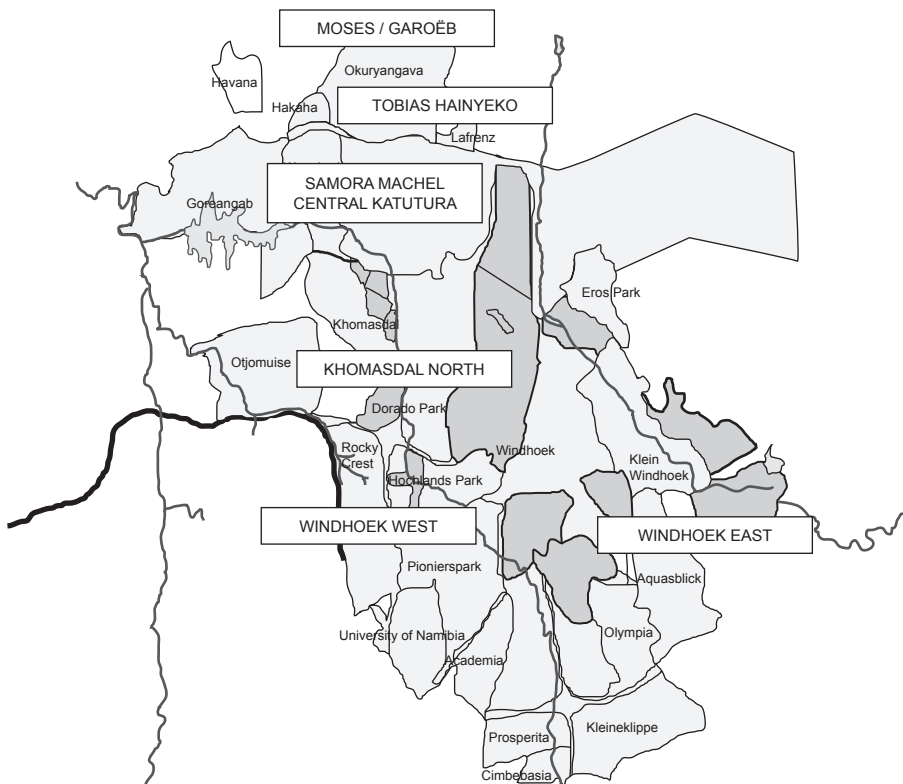 MOSES / GAROËB
Okuryangava
Havana
Hakaha
TOBIAS HAINYEKO
Lafrenz
SAMORA MACHEL
CENTRAL KATUTURA
Goreangab
Eros Park
Khomasdal
Otjomuise
KHOMASDAL NORTH
Dorado Park
Rocky
Crest
Windhoek
Klein
Windhoek
Hochlands Park
WINDHOEK WEST
WINDHOEK EAST
Pionierspark
Aquasblick
University of Namibia
Olympia
Academia
Kleineklippe
Prosperita
Cimbebasia